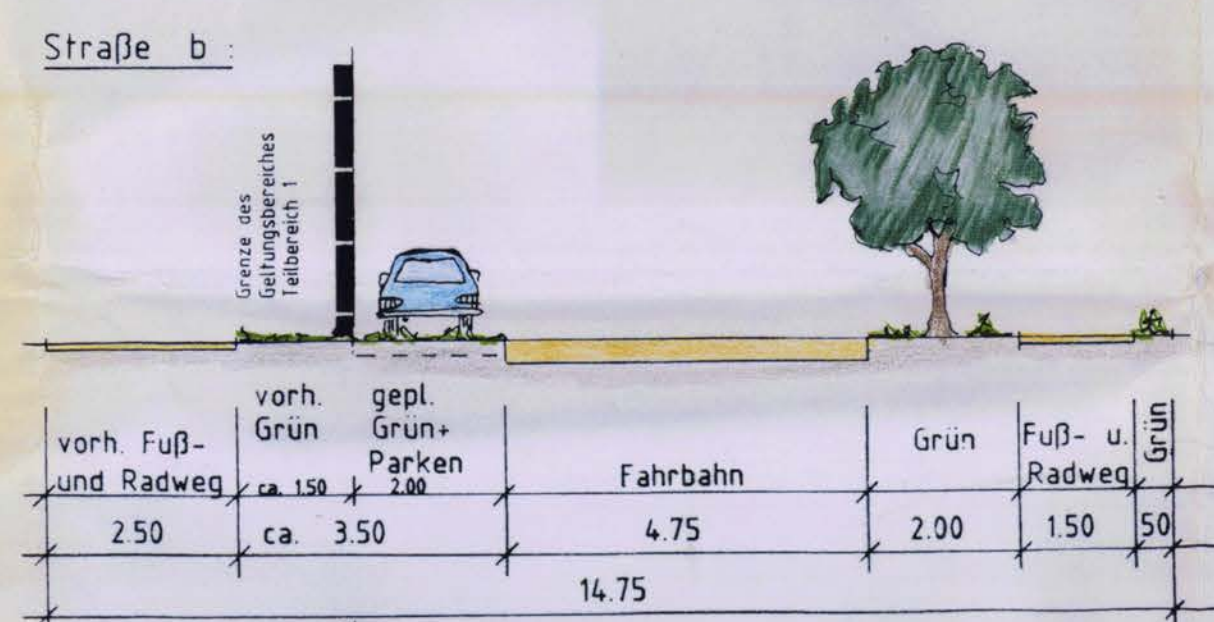 Straße b :
Grenze des
Geltungsbereiches
Teilbereich 1
vorh. Fuß-
und Radweg
vorh.
Grün
ca. 1.50
gepl.
Grün+
Parken
2.00
Fahrbahn
Grün
Fuß- u.
Radweg
Grün
2.50
ca. 3.50
4.75
2.00
1.50
50
14.75